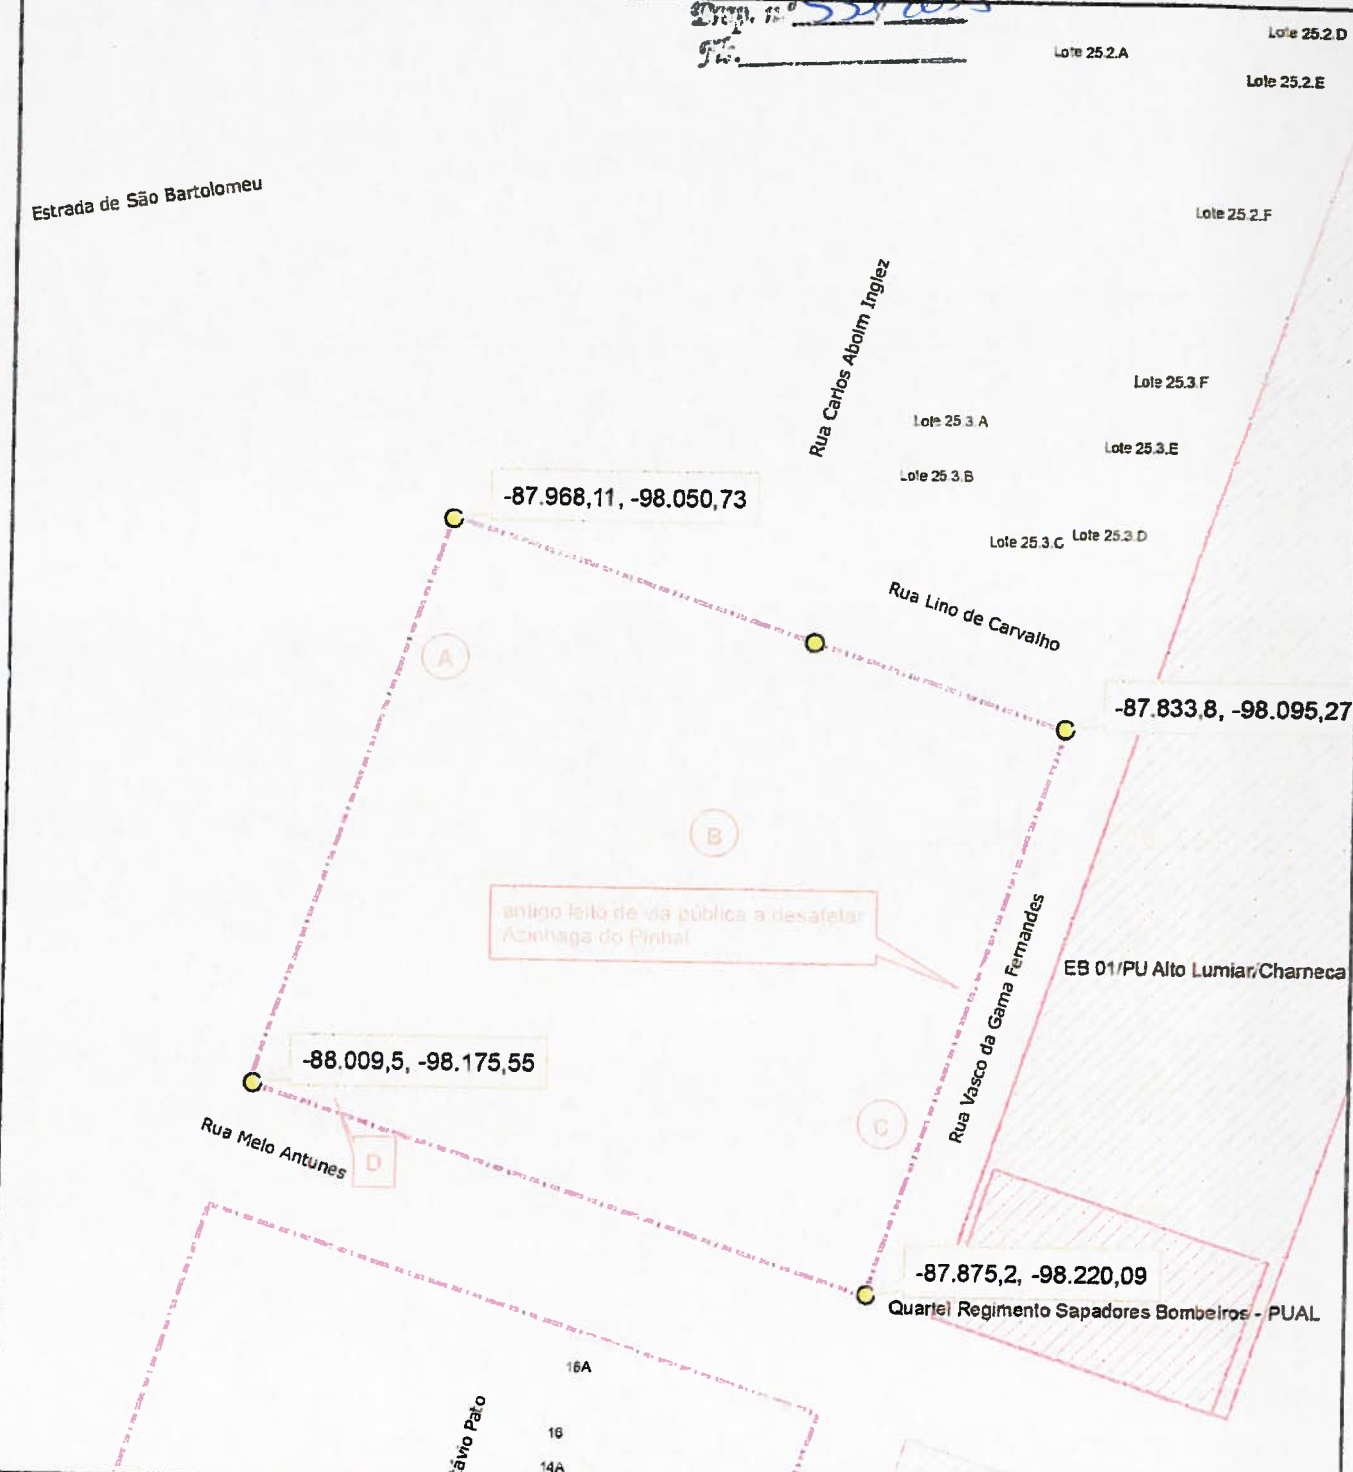 Lote 25.2.D
Lote 25.2.A
Lote 25.2.E
Estrada de São Bartolomeu
Lote 25.2.F
Rua Carlos Aboim Inglez
Lote 25.3.F
Lote 25.3.A
Lote 25.3.E
Lote 25.3.B
-87.968,11, -98.050,73
Lote 25.3.C
Lote 25.3.D
Rua Lino de Carvalho
A
-87.833,8, -98.095,27
B
antigo leito de via pública a desafetar
Azinhaga do Pinhal
Rua Vasco da Gama Fernandes
EB 01/PU Alto Lumiar/Charneca
-88.009,5, -98.175,55
C
Rua Melo Antunes
D
-87.875,2, -98.220,09
Quartel Regimento Sapadores Bombeiros - PUAL
16A
ávio Pato
16
14A